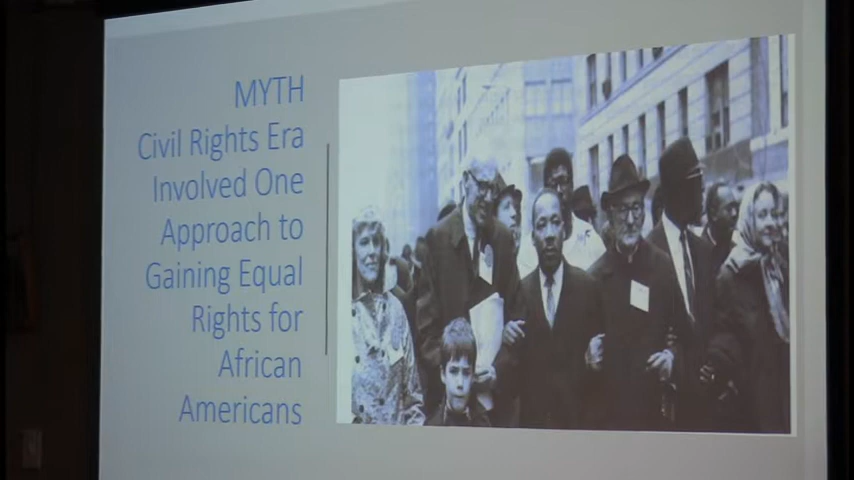 MYTH
Civil Rights Era
Involved One
Approach to
Gaining Equal
Rights for
African
Americans